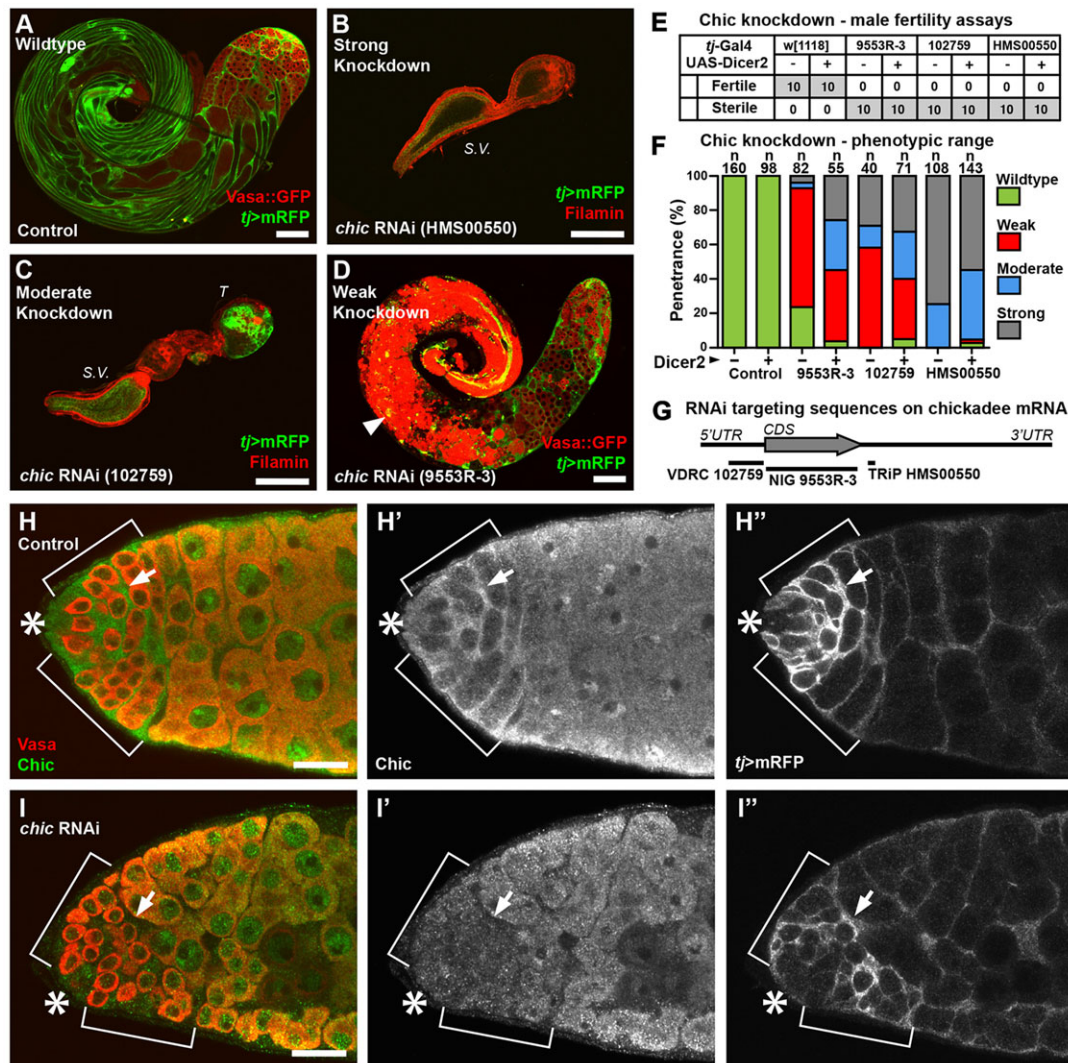 A
Wildtype
Vasa::GFP
tj>mRFP
Control
B
Strong
Knockdown
S.V.
tj>mRFP
Filamin
chic RNAi (HMS00550)
C
Moderate
Knockdown
T
S.V.
tj>mRFP
Filamin
chic RNAi (102759)
D
Weak
Knockdown
Vasa::GFP
tj>mRFP
chic RNAi (9553R-3)
E Chic knockdown - male fertility assays
tj-Gal4 w[1118] 9553R-3 102759 HMS00550
UAS-Dicer2 - + - + - + - +
Fertile 10 10 0 0 0 0 0 0
Sterile 0 0 10 10 10 10 10 10
F Chic knockdown - phenotypic range
n n n n n n n n
160 98 82 55 40 71 108 143
Penetrance (%)
100
80
60
40
20
0
Wildtype
Weak
Moderate
Strong
Dicer2 ► - + - + - + - +
Control 9553R-3 102759 HMS00550
G RNAi targeting sequences on chickadee mRNA
5'UTR CDS 3'UTR
VDRC 102759 NIG 9553R-3 TRiP HMS00550
H
Control
*
Vasa
Chic
H'
*
Chic
H''
*
tj>mRFP
I
chic RNAi
*
I'
*
I''
*